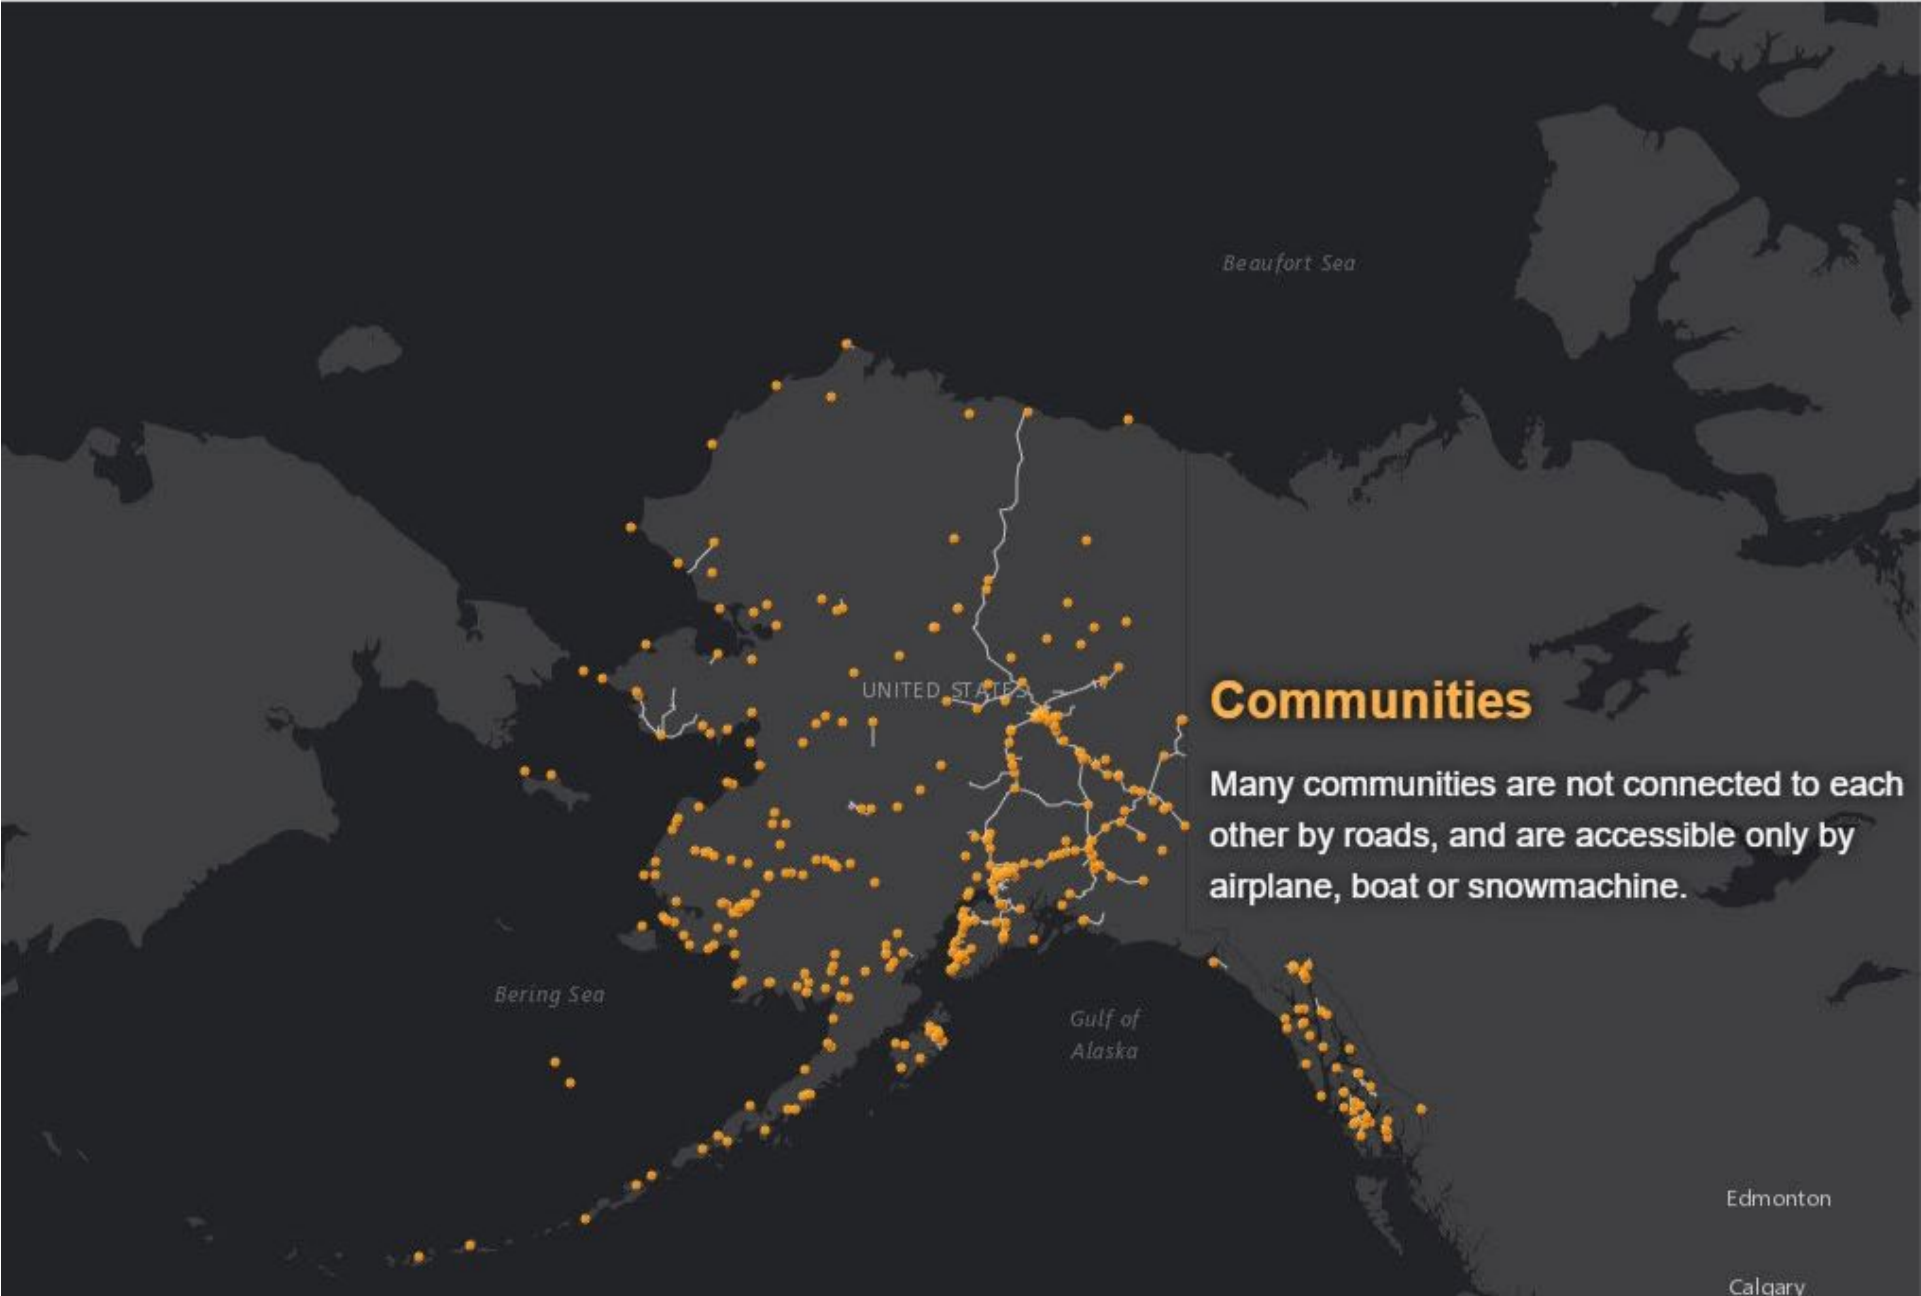 Beaufort Sea
UNITED STATES
Communities
Many communities are not connected to each
other by roads, and are accessible only by
airplane, boat or snowmachine.
Bering Sea
Gulf of
Alaska
Edmonton
Calgary